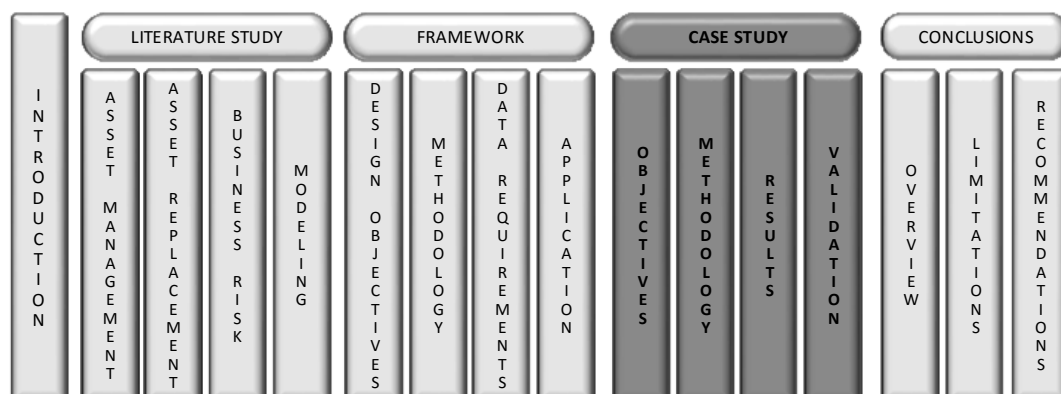 INTRODUCTION
LITERATURE STUDY
ASSET MANAGEMENT
ASSET REPLACEMENT
BUSINESS RISK
MODELING
FRAMEWORK
DESIGN OBJECTIVES
METHODOLOGY
DATA REQUIREMENTS
APPLICATION
CASE STUDY
OBJECTIVES
METHODOLOGY
RESULTS
VALIDATION
CONCLUSIONS
OVERVIEW
LIMITATIONS
RECOMMENDATIONS